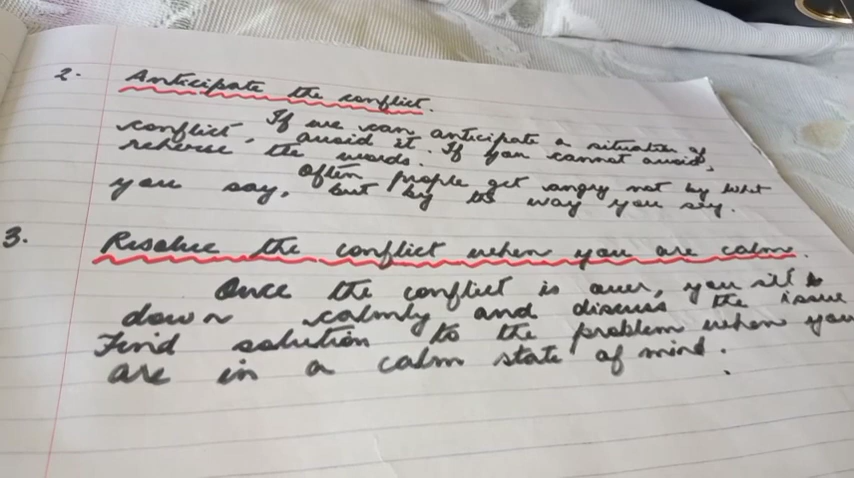 2. Anticipate the conflict.
If we can anticipate a situation of
conflict, avoid it. If you cannot avoid,
reherse the words.
often people get angry not by what
you say, but by the way you say.
3. Resolve the conflict when you are calm.
Once the conflict is over, you sit
down calmly and discuss the issue
Find solution to the problem when you
are in a calm state of mind.